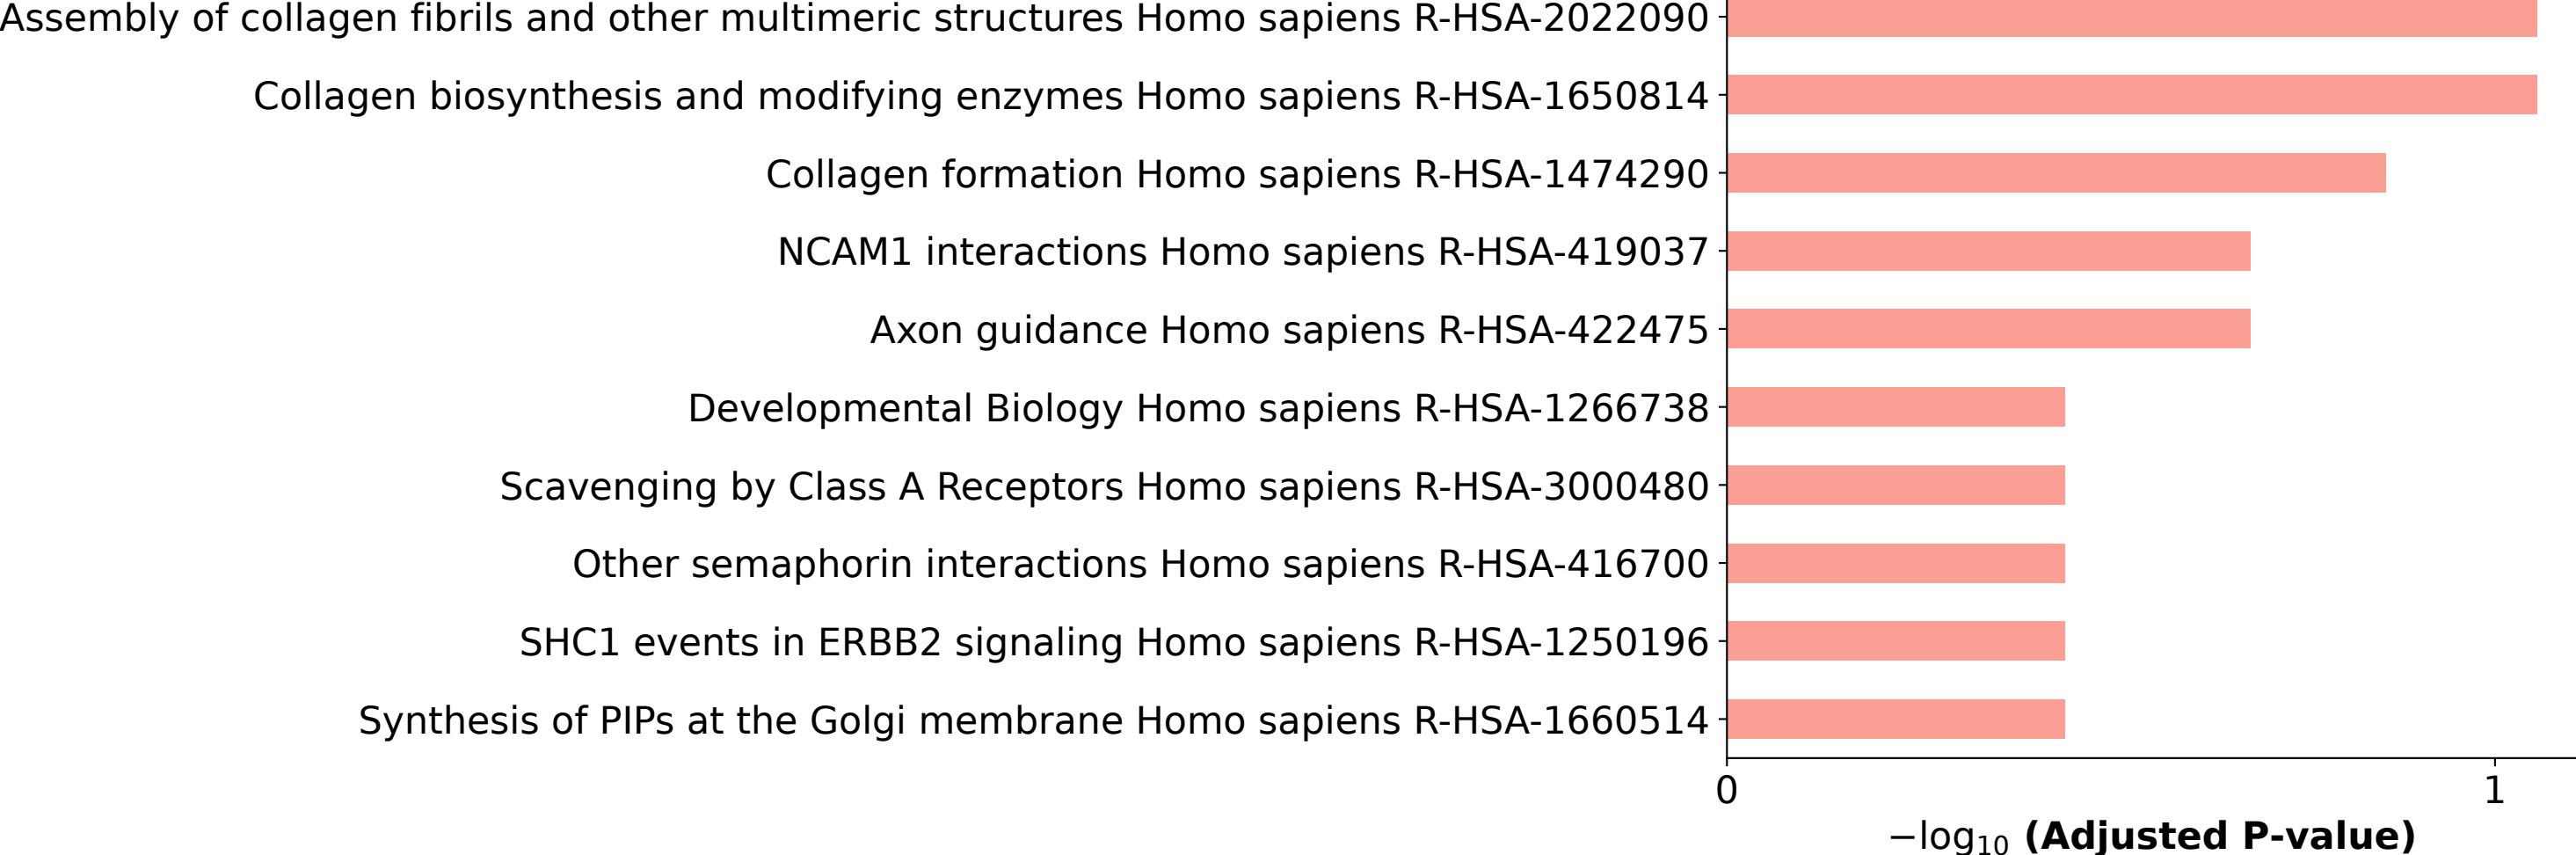 Assembly of collagen fibrils and other multimeric structures Homo sapiens R-HSA-2022090
Collagen biosynthesis and modifying enzymes Homo sapiens R-HSA-1650814
Collagen formation Homo sapiens R-HSA-1474290
NCAM1 interactions Homo sapiens R-HSA-419037
Axon guidance Homo sapiens R-HSA-422475
Developmental Biology Homo sapiens R-HSA-1266738
Scavenging by Class A Receptors Homo sapiens R-HSA-3000480
Other semaphorin interactions Homo sapiens R-HSA-416700
SHC1 events in ERBB2 signaling Homo sapiens R-HSA-1250196
Synthesis of PIPs at the Golgi membrane Homo sapiens R-HSA-1660514
0 1
−log₁₀ (Adjusted P-value)